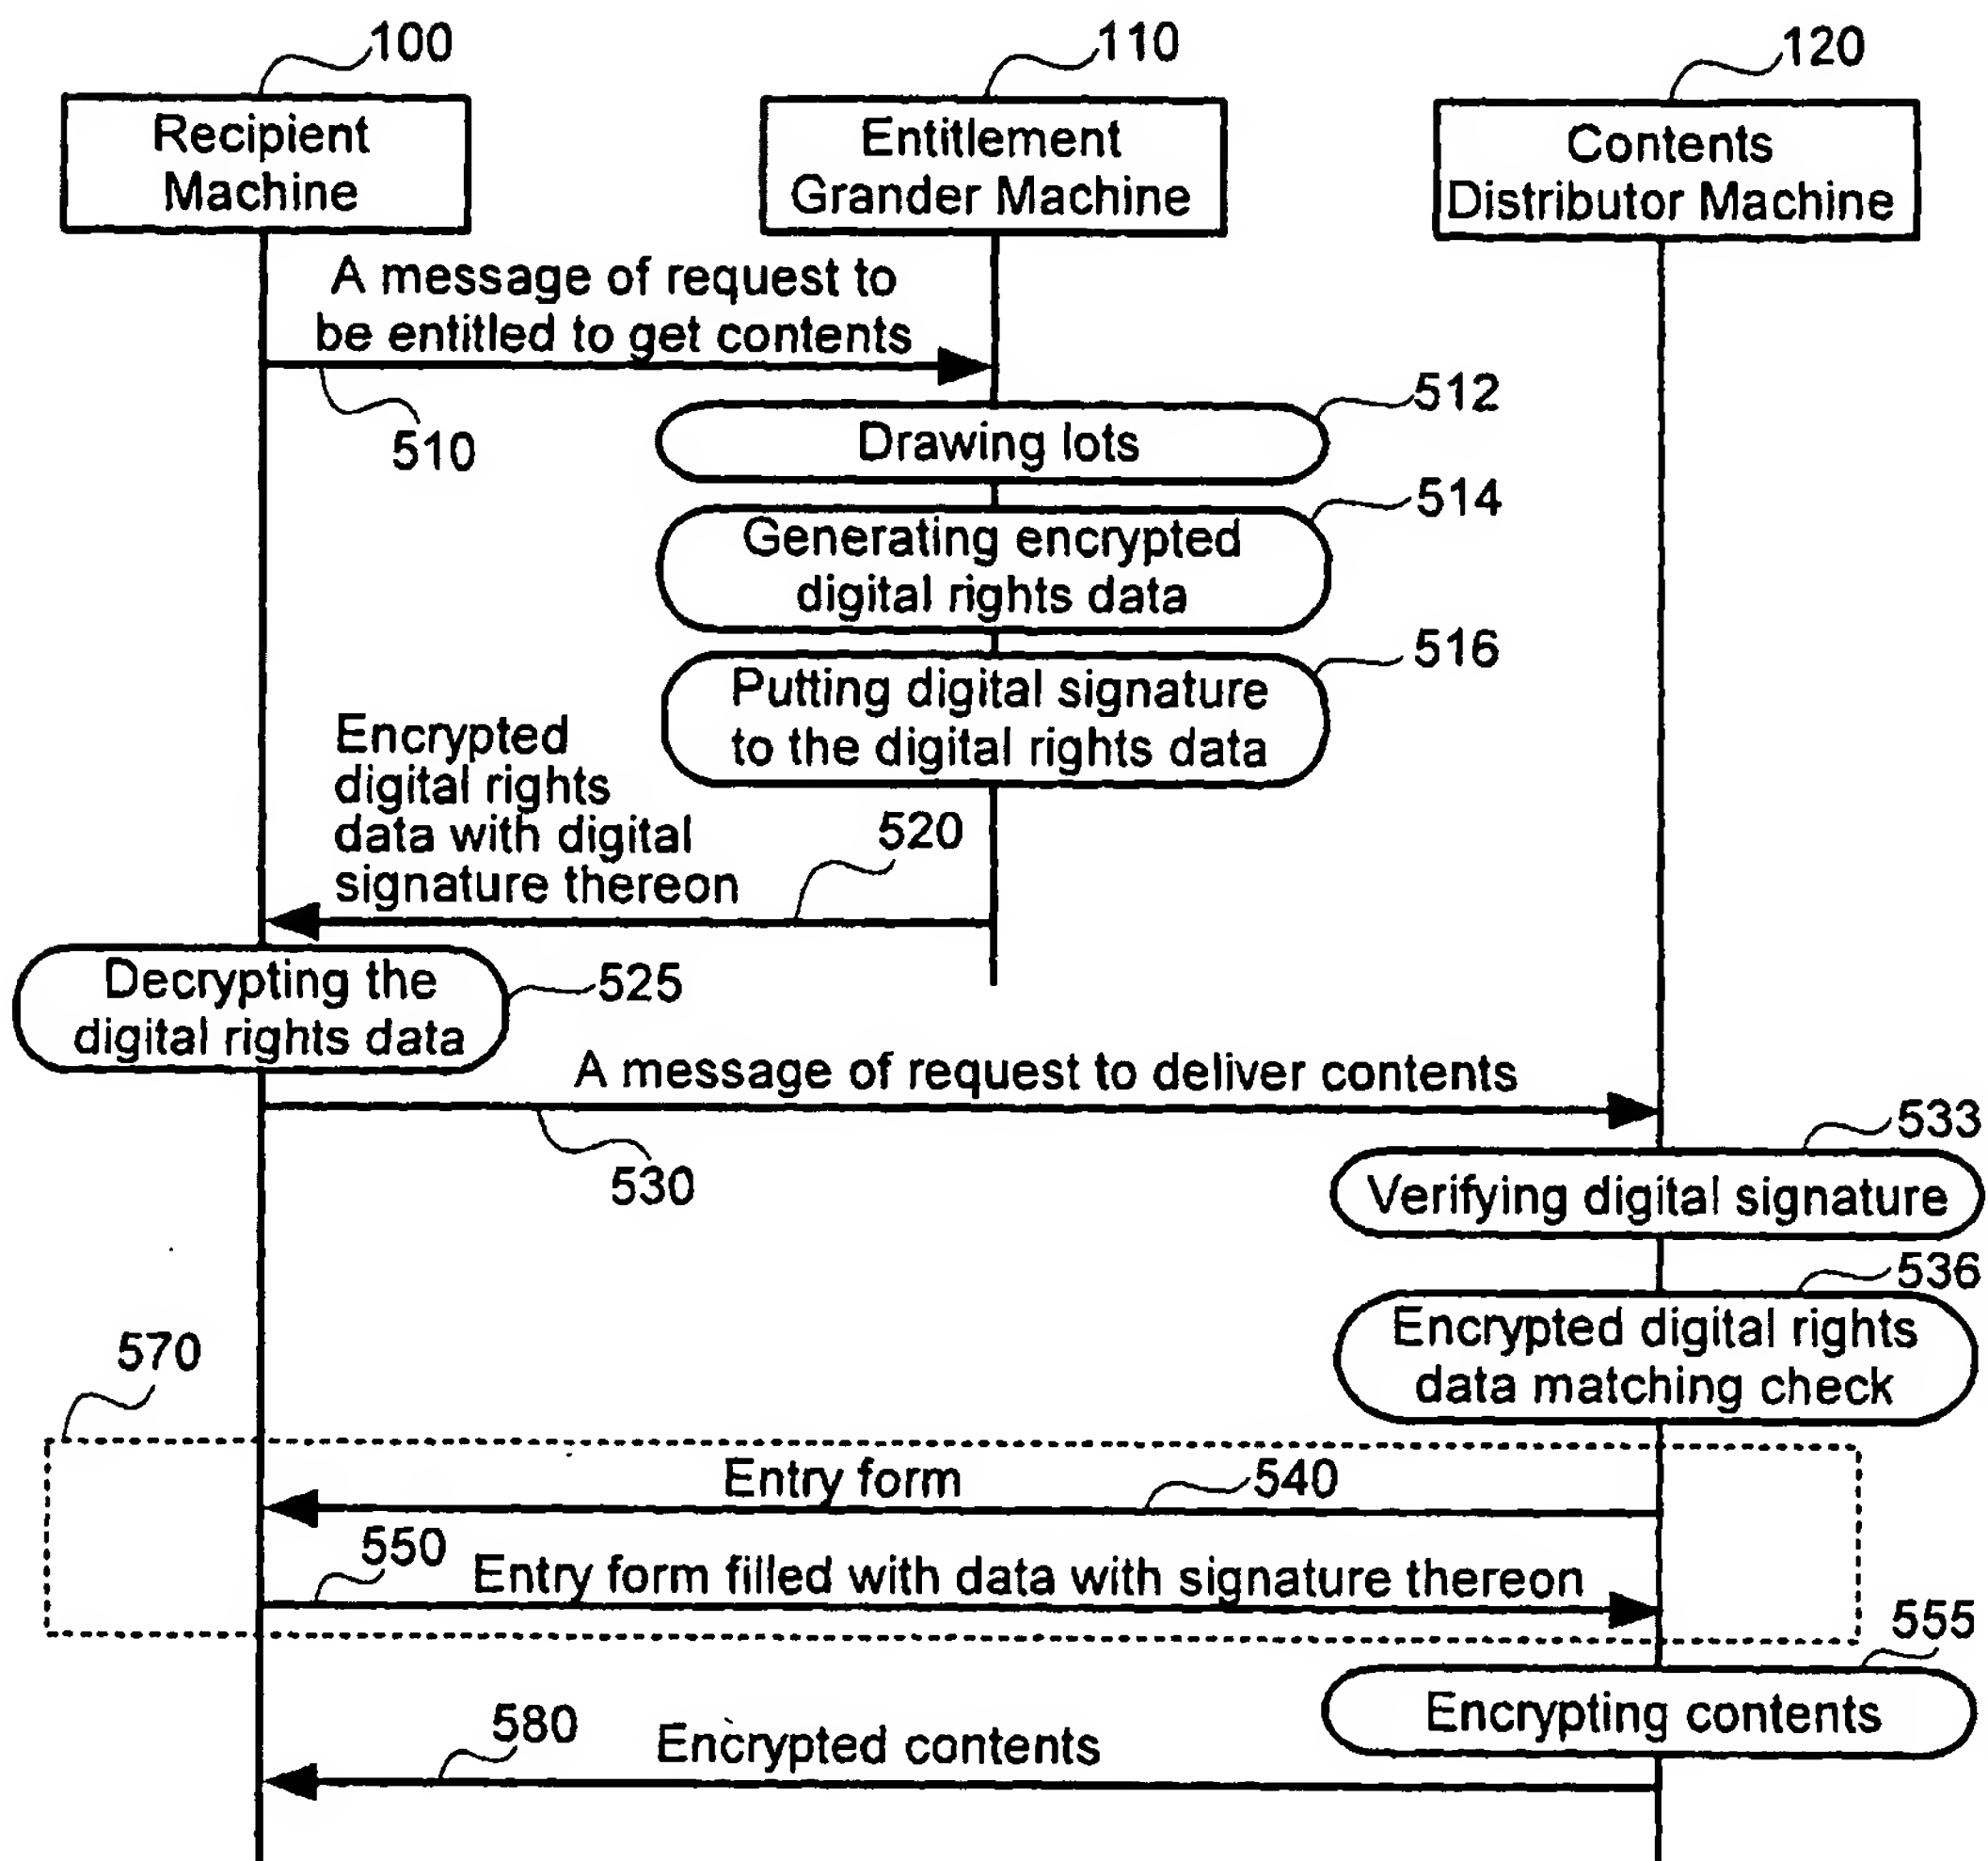 100
110
120
Recipient
Machine
Entitlement
Grander Machine
Contents
Distributor Machine
A message of request to
be entitled to get contents
510
512
Drawing lots
514
Generating encrypted
digital rights data
516
Putting digital signature
to the digital rights data
Encrypted
digital rights
data with digital
signature thereon
520
Decrypting the
digital rights data
525
A message of request to deliver contents
530
533
Verifying digital signature
536
Encrypted digital rights
data matching check
570
Entry form
540
550
Entry form filled with data with signature thereon
555
Encrypting contents
580
Encrypted contents